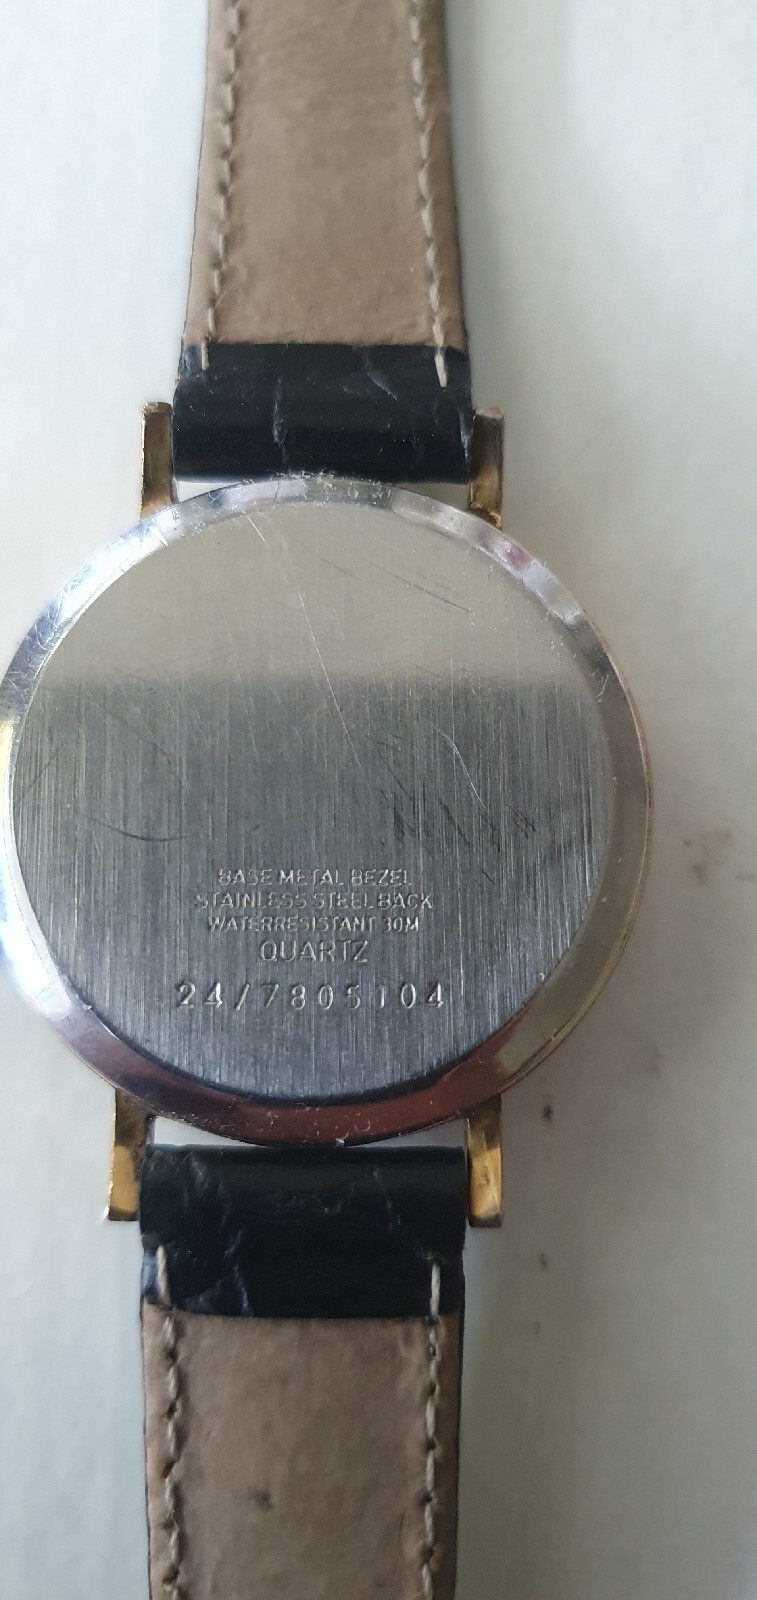 BASE METAL BEZEL
STAINLESS STEEL BACK
WATERRESISTANT 30M
QUARTZ
24/7805104